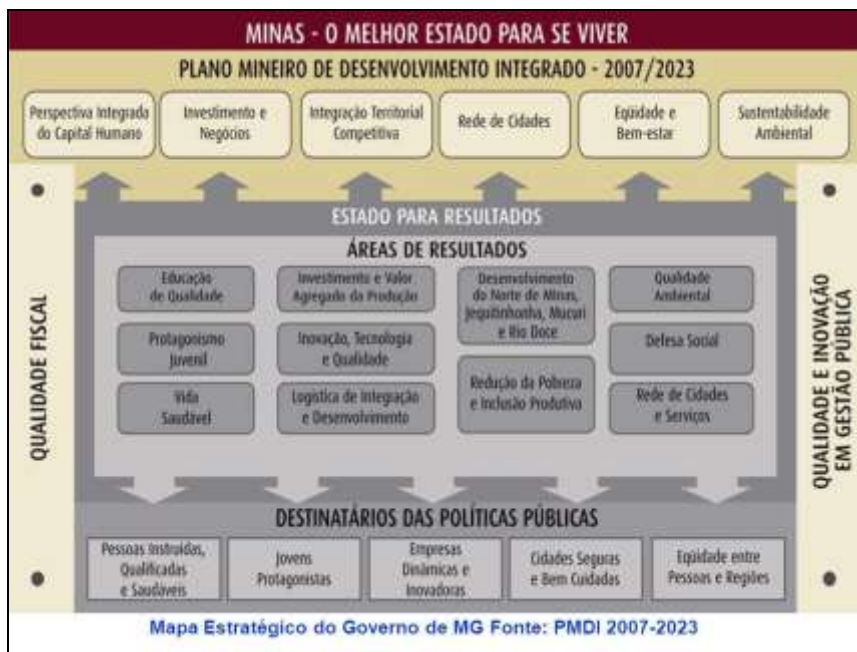 MINAS - O MELHOR ESTADO PARA SE VIVER
PLANO MINEIRO DE DESENVOLVIMENTO INTEGRADO - 2007/2023
Perspectiva Integrada
do Capital Humano
Investimento e
Negócios
Integração Territorial
Competitiva
Rede de Cidades
Eqüidade e
Bem-estar
Sustentabilidade
Ambiental
QUALIDADE FISCAL
ESTADO PARA RESULTADOS
ÁREAS DE RESULTADOS
Educação
de Qualidade
Protagonismo
Juvenil
Vida
Saudável
Investimento e Valor
Agregado da Produção
Inovação, Tecnologia
e Qualidade
Logística de Integração
e Desenvolvimento
Desenvolvimento
do Norte de Minas,
Jequitinhonha, Mucuri
e Rio Doce
Redução da Pobreza
e Inclusão Produtiva
Qualidade
Ambiental
Defesa Social
Rede de Cidades
e Serviços
QUALIDADE E INOVAÇÃO
EM GESTÃO PÚBLICA
DESTINATÁRIOS DAS POLÍTICAS PÚBLICAS
Pessoas Instruídas,
Qualificadas
e Saudáveis
Jovens
Protagonistas
Empresas
Dinâmicas e
Inovadoras
Cidades Seguras
e Bem Cuidadas
Eqüidade entre
Pessoas e Regiões
Mapa Estratégico do Governo de MG Fonte: PMDI 2007-2023